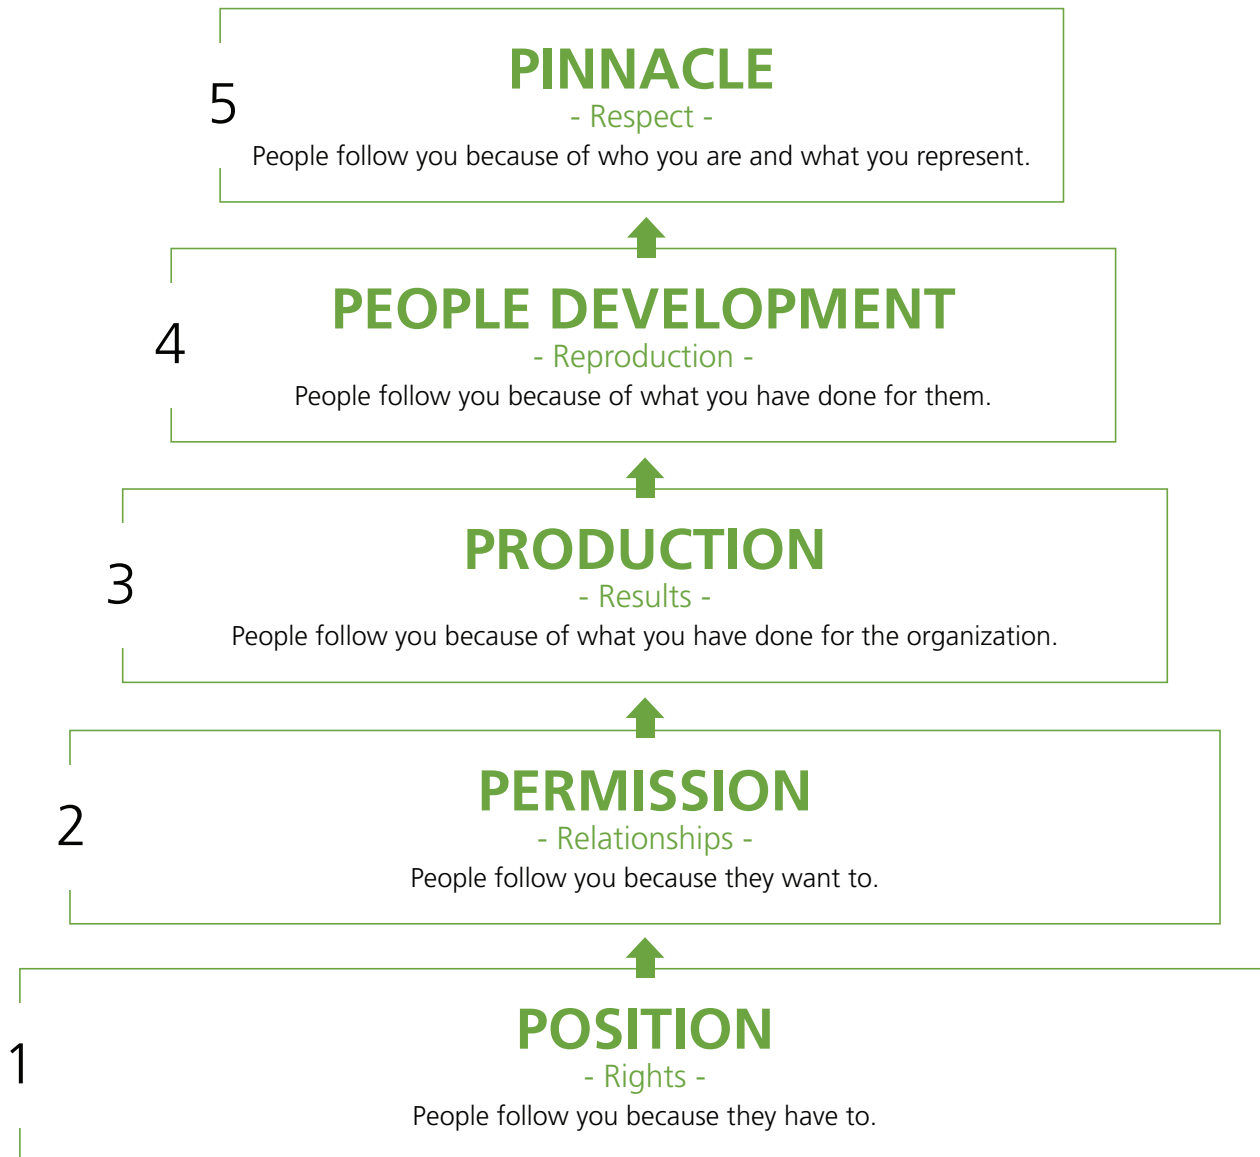 5
PINNACLE
- Respect -
People follow you because of who you are and what you represent.
4
PEOPLE DEVELOPMENT
- Reproduction -
People follow you because of what you have done for them.
3
PRODUCTION
- Results -
People follow you because of what you have done for the organization.
2
PERMISSION
- Relationships -
People follow you because they want to.
1
POSITION
- Rights -
People follow you because they have to.